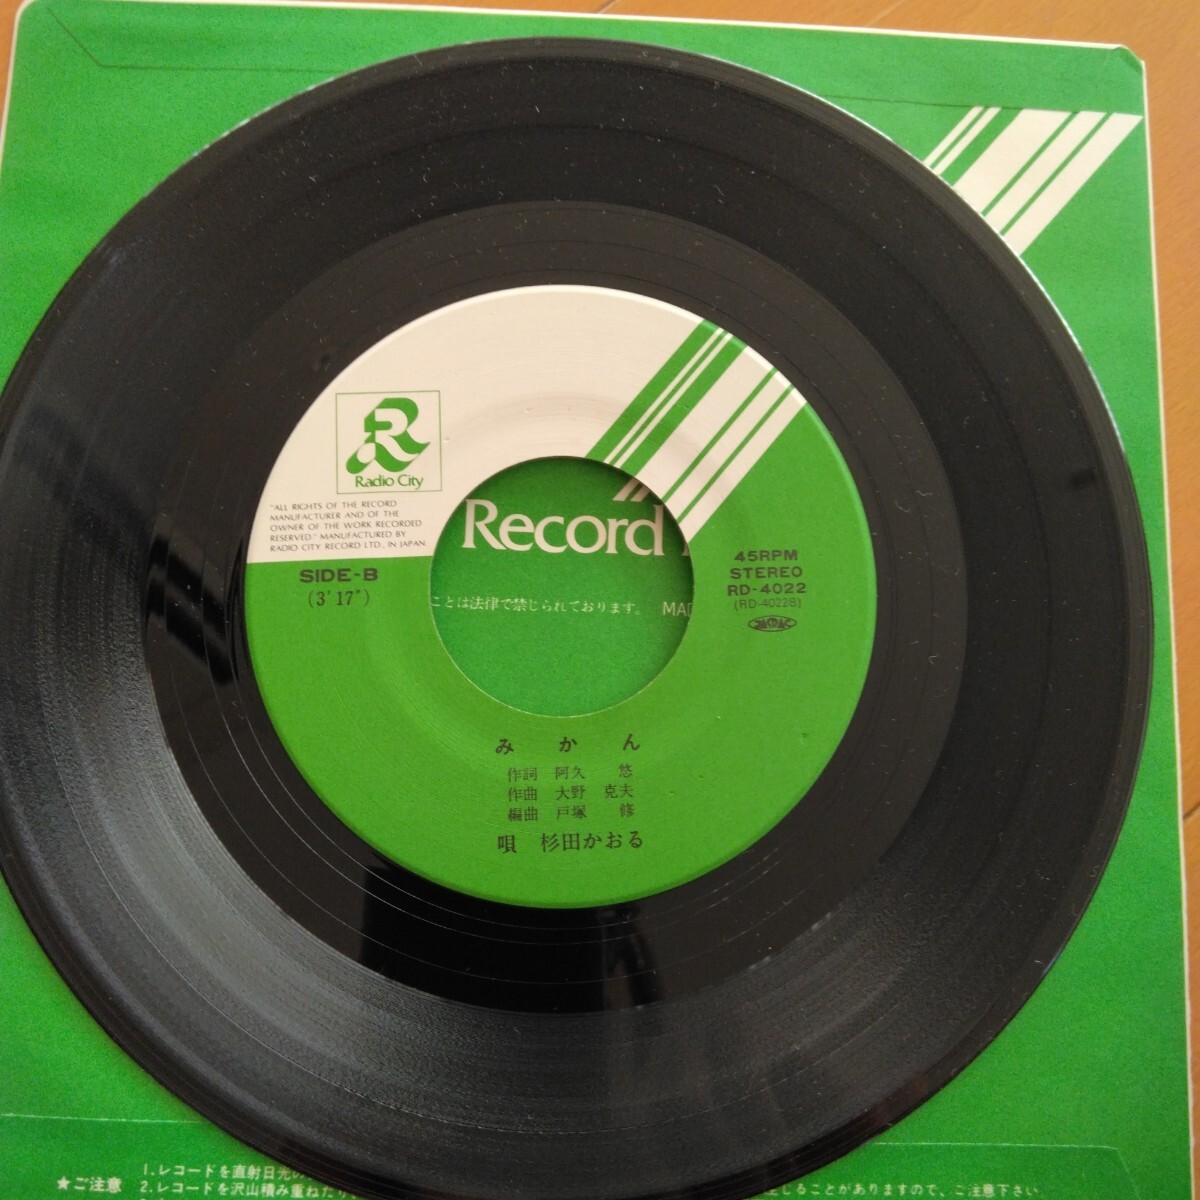 Radio City
"ALL RIGHTS OF THE RECORD
MANUFACTURER AND OF THE
OWNER OF THE WORK RECORDED
RESERVED" MANUFACTURED BY
RADIO CITY RECORD LTD., IN JAPAN.
SIDE-B
(3'17")
Record
ことは法律で禁じられております。 MAD
45RPM
STEREO
RD-4022
(RD-4022B)
JASRAC
みかん
作詞 阿久 悠
作曲 大野 克夫
編曲 戸塚 修
唄 杉田かおる
★ご注意
1.レコードを直射日光の
2.レコードを沢山積み重ねたり、
生じることがありますので、ご注意下さい。